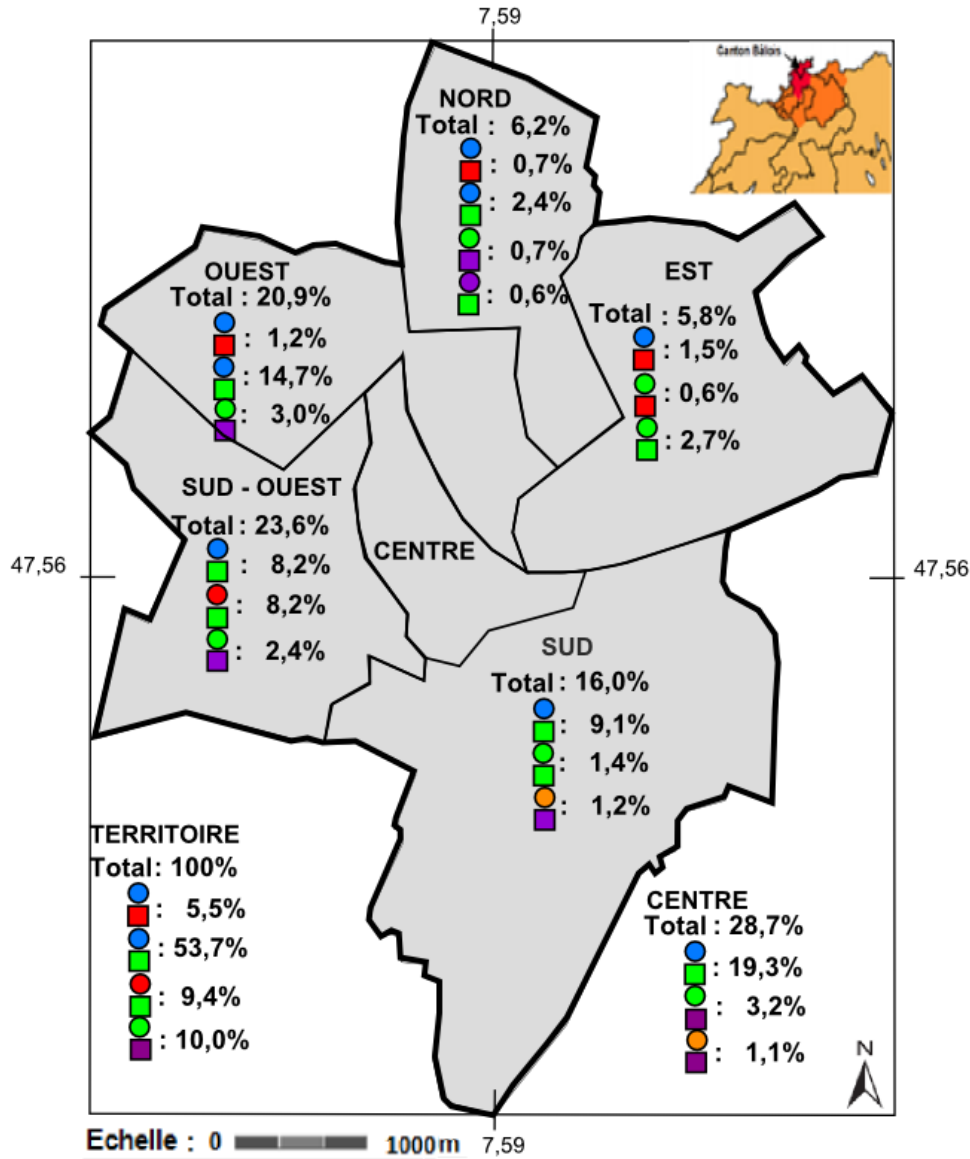 7,59
Canton Bâlois
NORD
Total : 6,2%
: 0,7%
: 2,4%
: 0,7%
: 0,6%
OUEST
Total : 20,9%
: 1,2%
: 14,7%
: 3,0%
EST
Total : 5,8%
: 1,5%
: 0,6%
: 2,7%
SUD - OUEST
Total : 23,6%
: 8,2%
: 8,2%
: 2,4%
CENTRE
47,56
47,56
SUD
Total : 16,0%
: 9,1%
: 1,4%
: 1,2%
TERRITOIRE
Total : 100%
: 5,5%
: 53,7%
: 9,4%
: 10,0%
CENTRE
Total : 28,7%
: 19,3%
: 3,2%
: 1,1%
N
Echelle : 0 1000m
7,59